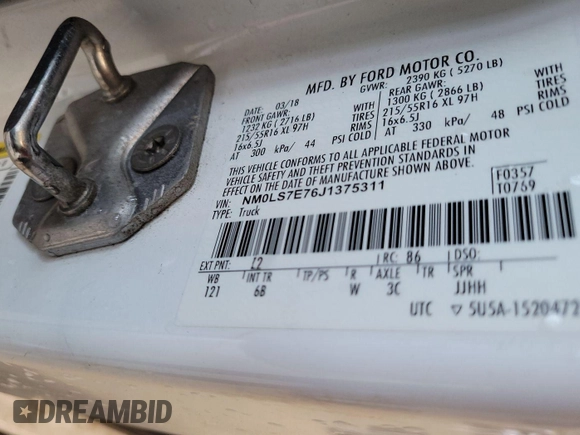 MFD. BY FORD MOTOR CO.
DATE: 03/18 GVWR: 2390 KG ( 5270 LB)
FRONT GAWR: REAR GAWR:
1232 KG ( 2716 LB) 1300 KG ( 2866 LB)
215/55R16 XL 97H TIRES 215/55R16 XL 97H TIRES
16x6.5J RIMS 16x6.5J RIMS
AT 300 kPa/ 44 PSI COLD AT 330 kPa/ 48 PSI COLD
THIS VEHICLE CONFORMS TO ALL APPLICABLE FEDERAL MOTOR
VEHICLE SAFETY AND THEFT PREVENTION STANDARDS IN
EFFECT ON THE DATE OF MANUFACTURE SHOWN ABOVE.
VIN: NM0LS7E76J1375311 F0357
TYPE: Truck T0769
EXT PNT: Z2 RC: 86 DSO:
WB INT TR TP/PS R AXLE TR SPR
121 6B W 3C JJHH
UTC ▽ 5U5A-1520472
DREAMBID